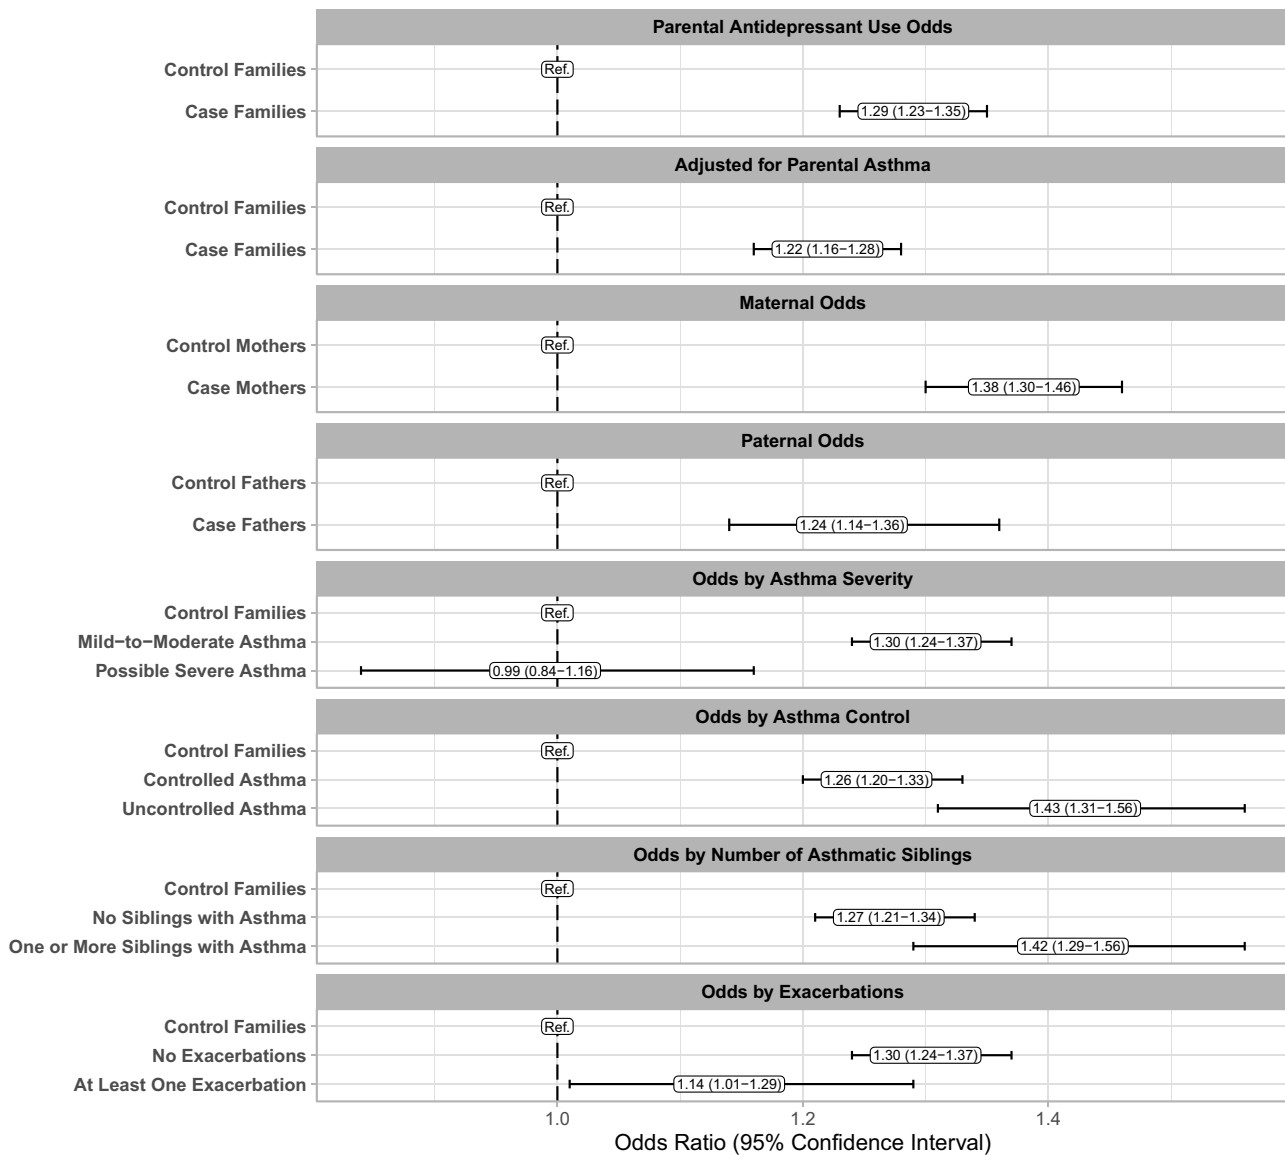 Parental Antidepressant Use Odds
Control Families Ref.
Case Families 1.29 (1.23−1.35)
Adjusted for Parental Asthma
Control Families Ref.
Case Families 1.22 (1.16−1.28)
Maternal Odds
Control Mothers Ref.
Case Mothers 1.38 (1.30−1.46)
Paternal Odds
Control Fathers Ref.
Case Fathers 1.24 (1.14−1.36)
Odds by Asthma Severity
Control Families Ref.
Mild−to−Moderate Asthma 1.30 (1.24−1.37)
Possible Severe Asthma 0.99 (0.84−1.16)
Odds by Asthma Control
Control Families Ref.
Controlled Asthma 1.26 (1.20−1.33)
Uncontrolled Asthma 1.43 (1.31−1.56)
Odds by Number of Asthmatic Siblings
Control Families Ref.
No Siblings with Asthma 1.27 (1.21−1.34)
One or More Siblings with Asthma 1.42 (1.29−1.56)
Odds by Exacerbations
Control Families Ref.
No Exacerbations 1.30 (1.24−1.37)
At Least One Exacerbation 1.14 (1.01−1.29)
1.0 1.2 1.4
Odds Ratio (95% Confidence Interval)